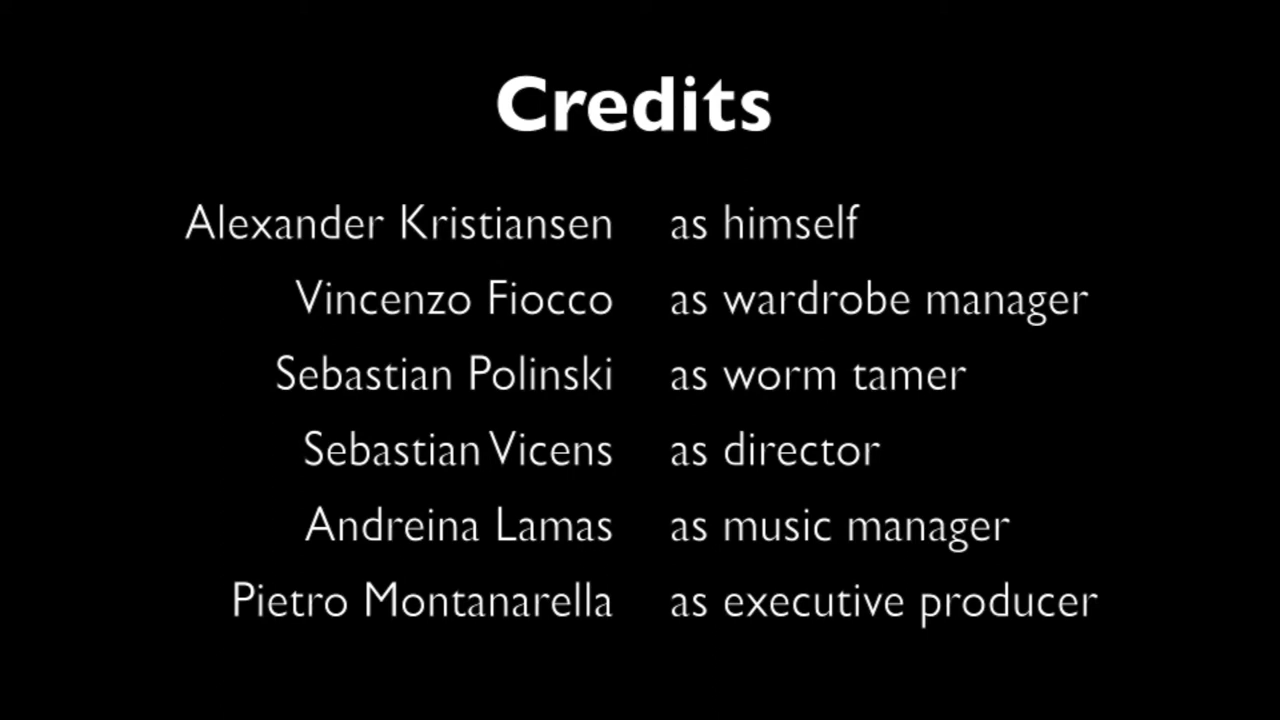 Credits
Alexander Kristiansen as himself
Vincenzo Fiocco as wardrobe manager
Sebastian Polinski as worm tamer
Sebastian Vicens as director
Andreina Lamas as music manager
Pietro Montanarella as executive producer